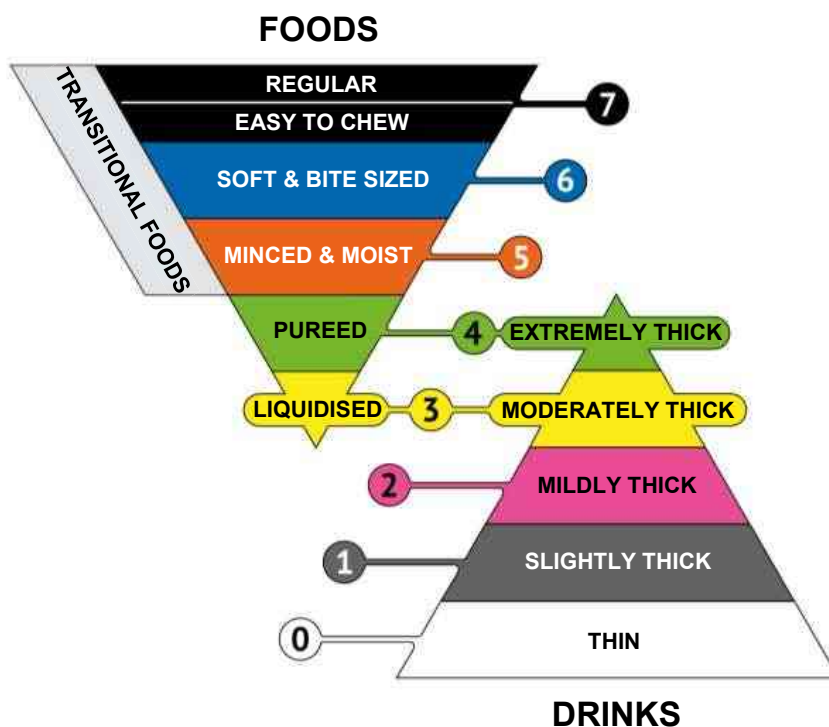 FOODS
TRANSITIONAL FOODS
REGULAR
7
EASY TO CHEW
SOFT & BITE SIZED
6
MINCED & MOIST
5
PUREED
4
EXTREMELY THICK
LIQUIDISED
3
MODERATELY THICK
2
MILDLY THICK
1
SLIGHTLY THICK
0
THIN
DRINKS